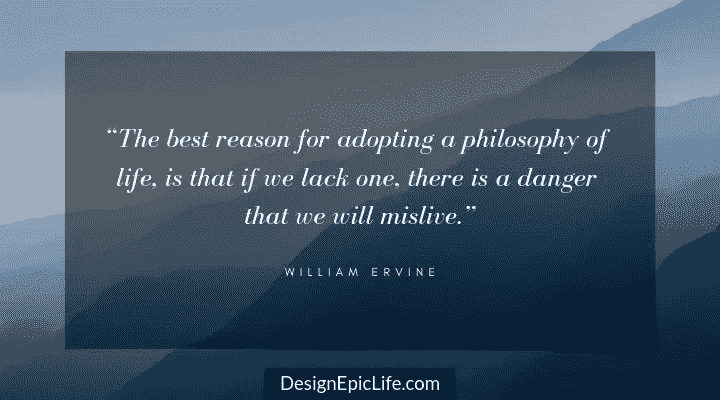 “The best reason for adopting a philosophy of
life, is that if we lack one, there is a danger
that we will mislive.”
WILLIAM ERVINE
DesignEpicLife.com